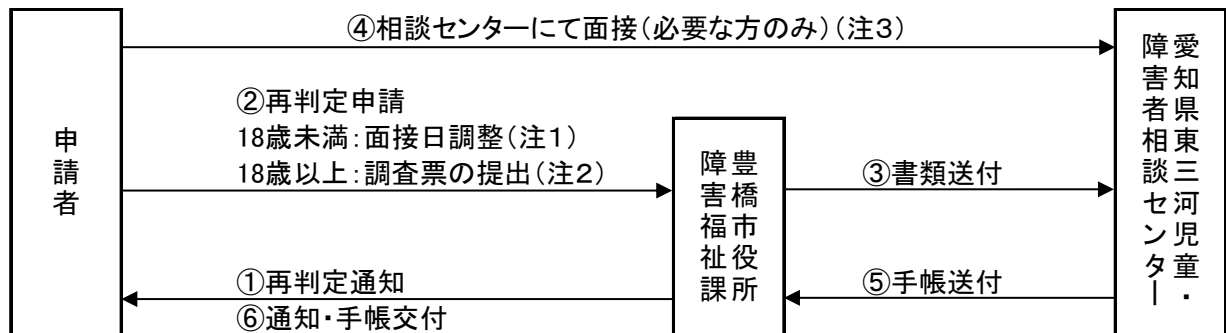 ④相談センターにて面接(必要な方のみ)(注3)
②再判定申請
18歳未満:面接日調整(注1)
18歳以上:調査票の提出(注2)
申請者
豊橋市役所
障害福祉課
③書類送付
愛知県東三河児童・
障害者相談センター
①再判定通知
⑥通知・手帳交付
⑤手帳送付